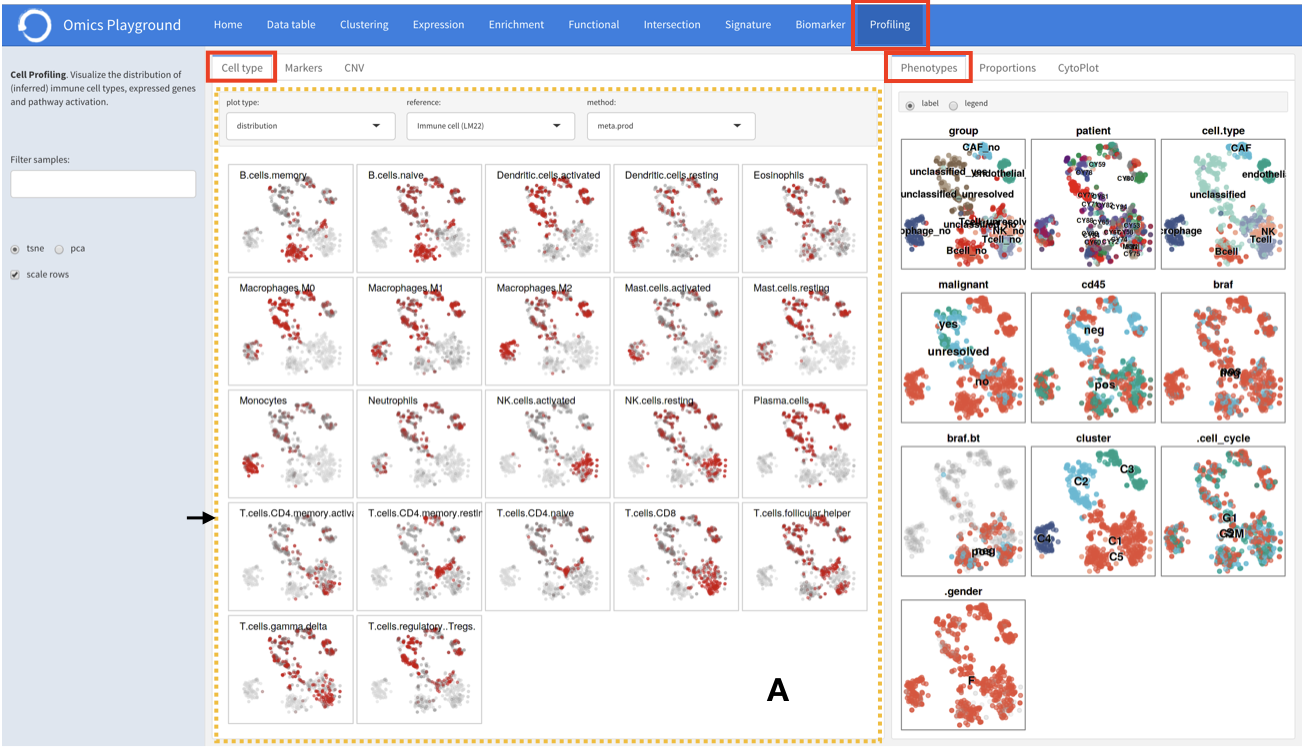 Omics Playground
Home Data table Clustering Expression Enrichment Functional Intersection Signature Biomarker Profiling
Cell Profiling. Visualize the distribution of
(inferred) immune cell types, expressed genes
and pathway activation.
Filter samples:
tsne pca
scale rows
Cell type Markers CNV
plot type: reference: method:
distribution Immune cell (LM22) meta.prod
B.cells.memory B.cells.naive Dendritic.cells.activated Dendritic.cells.resting Eosinophils
Macrophages.M0 Macrophages.M1 Macrophages.M2 Mast.cells.activated Mast.cells.resting
Monocytes Neutrophils NK.cells.activated NK.cells.resting Plasma.cells
T.cells.CD4.memory.activa T.cells.CD4.memory.restin T.cells.CD4.naive T.cells.CD8 T.cells.follicular.helper
T.cells.gamma.delta T.cells.regulatory..Tregs.
A
Phenotypes Proportions CytoPlot
label legend
group patient cell.type
CAF_no
endothelial_
unclassified_unresolved
ophage_no
NK_no
Tcell_no
Bcell_no
CY59
CY78
CY80
CY75
CAF
endotheli
unclassified
crophage
NK
Tcell
Bcell
malignant cd45 braf
yes
unresolved
no
neg
pos
braf.bt cluster .cell_cycle
C2
C3
C4
C1
C5
G1
G2M
.gender
F